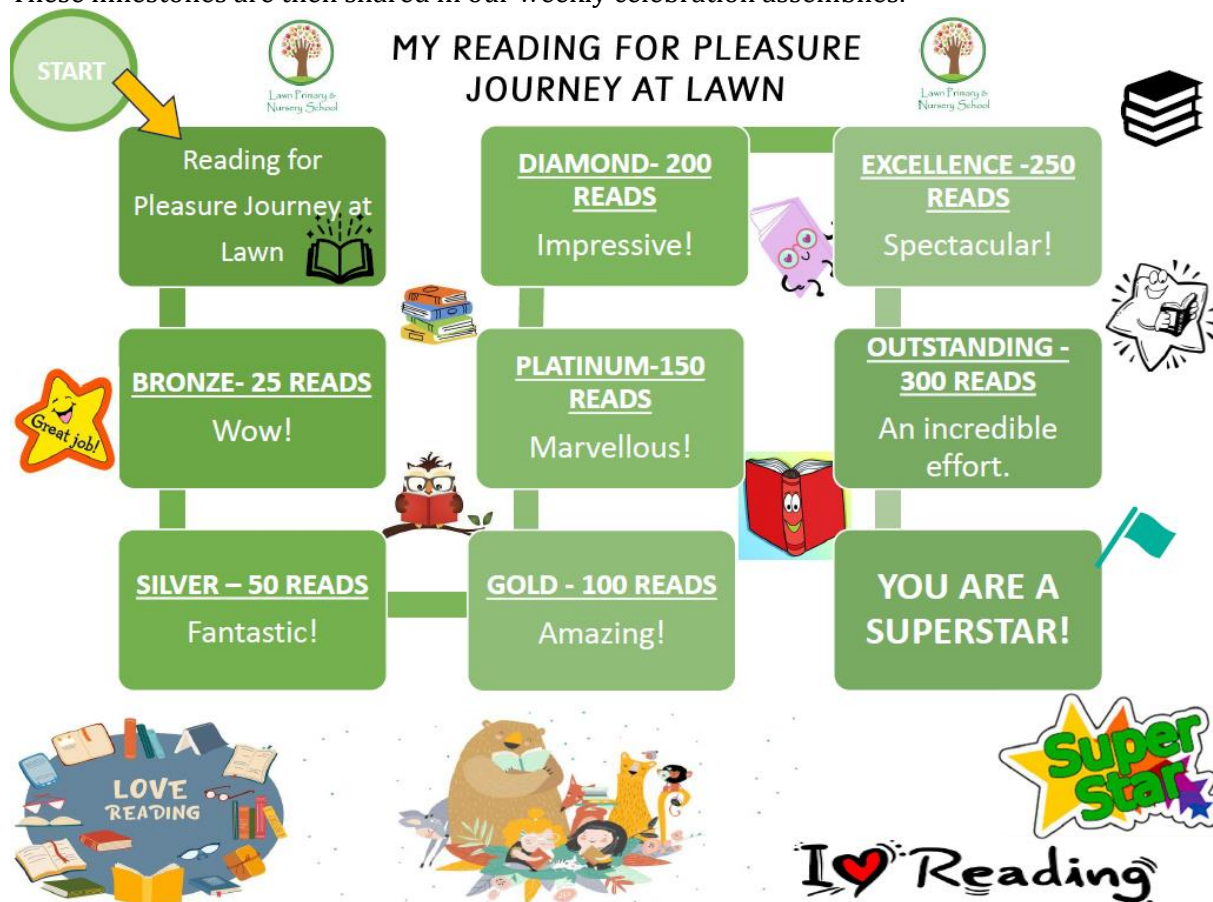 These milestones are then shared in our weekly celebration assemblies.
START
Lawn Primary &
Nursery School
MY READING FOR PLEASURE
JOURNEY AT LAWN
Lawn Primary &
Nursery School
Reading for
Pleasure Journey at
Lawn
BRONZE- 25 READS
Wow!
Great job!
SILVER – 50 READS
Fantastic!
GOLD - 100 READS
Amazing!
PLATINUM-150
READS
Marvellous!
DIAMOND- 200
READS
Impressive!
EXCELLENCE -250
READS
Spectacular!
OUTSTANDING -
300 READS
An incredible
effort.
YOU ARE A
SUPERSTAR!
LOVE
READING
Super
Star
I Reading